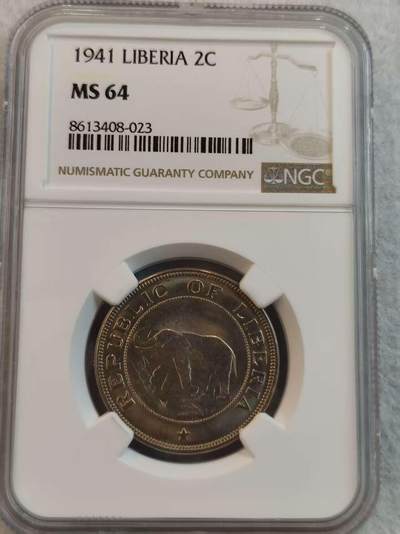 1941 LIBERIA 2C
MS 64
8613408-023
NUMISMATIC GUARANTY COMPANY
NGC
REPUBLIC OF LIBERIA